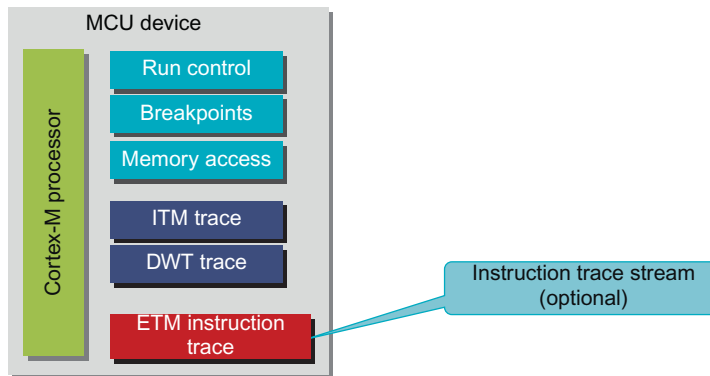 MCU device
Cortex-M processor
Run control
Breakpoints
Memory access
ITM trace
DWT trace
ETM instruction
trace
Instruction trace stream
(optional)